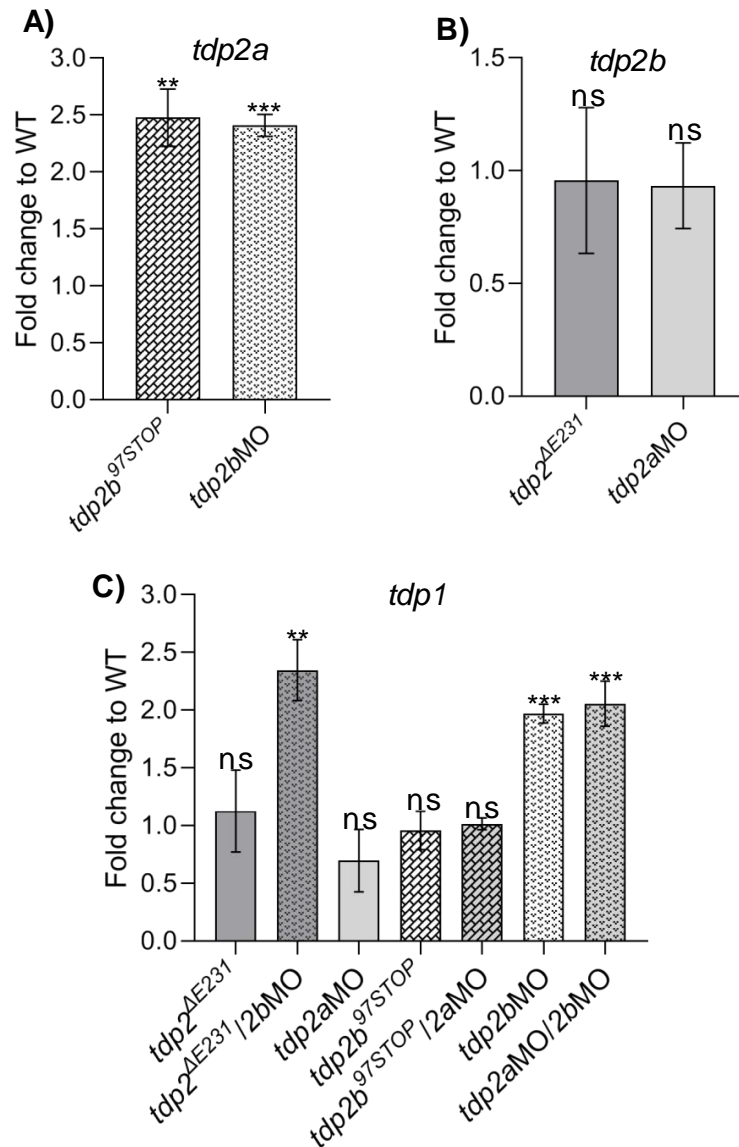 A)
tdp2a
3.0
2.5
2.0
1.5
1.0
0.5
0.0
Fold change to WT
**
***
tdp2b97STOP
tdp2bMO
B)
tdp2b
1.5
1.0
0.5
0.0
Fold change to WT
ns
ns
tdp2ΔE231
tdp2aMO
C)
tdp1
3.0
2.5
2.0
1.5
1.0
0.5
0.0
Fold change to WT
ns
**
ns
ns
ns
***
***
tdp2ΔE231
tdp2ΔE231/2bMO
tdp2aMO
tdp2b97STOP
tdp2b97STOP/2aMO
tdp2bMO
tdp2aMO/2bMO